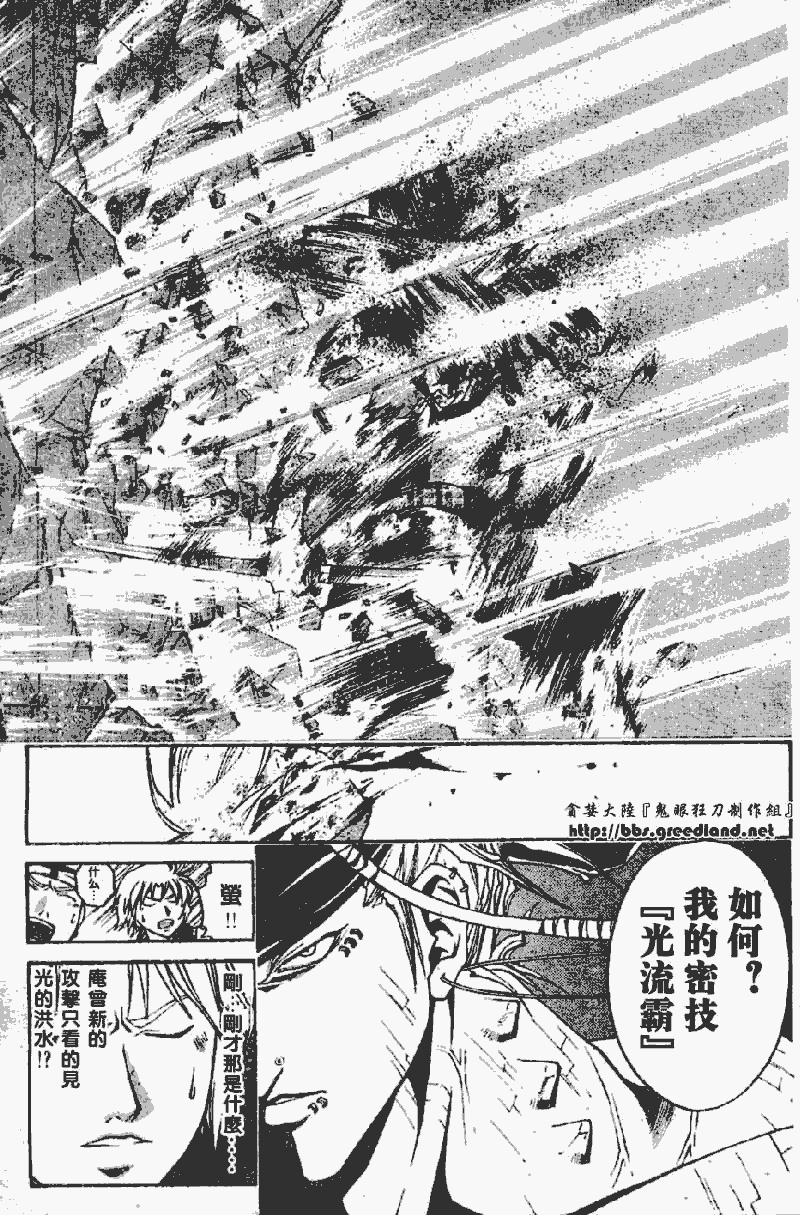 貪婪大陸『鬼眼狂刀制作組』
http://bbs.greedland.net
如何?
我的密技
『光流霸』
螢!!
什么…
剛…剛才那是什麼……
庵曾新的
攻擊只看的見
光的洪水!?